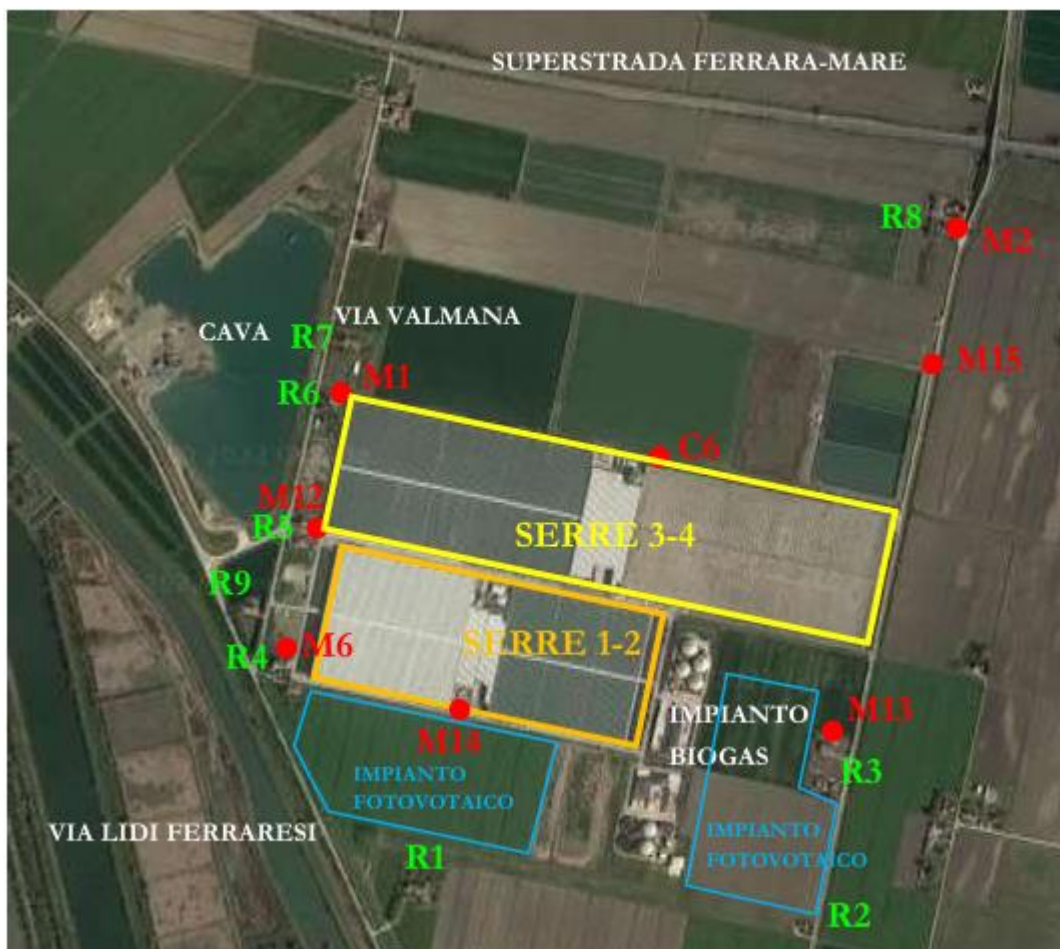 SUPERSTRADA FERRARA-MARE
R8
M2
VIA VALMANA
CAVA
R7
M15
R6
M1
C6
M12
R5
SERRE 3-4
R9
SERRE 1-2
R4
M6
M13
IMPIANTO
BIOGAS
M14
R3
IMPIANTO
FOTOVOTAICO
VIA LIDI FERRARESI
IMPIANTO
FOTOVOTAICO
R1
R2